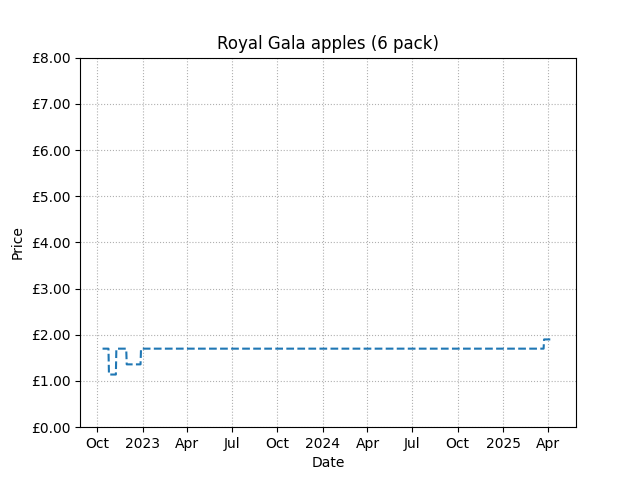 Royal Gala apples (6 pack)
£8.00
£7.00
£6.00
£5.00
£4.00
£3.00
£2.00
£1.00
£0.00
Price
Oct 2023 Apr Jul Oct 2024 Apr Jul Oct 2025 Apr
Date